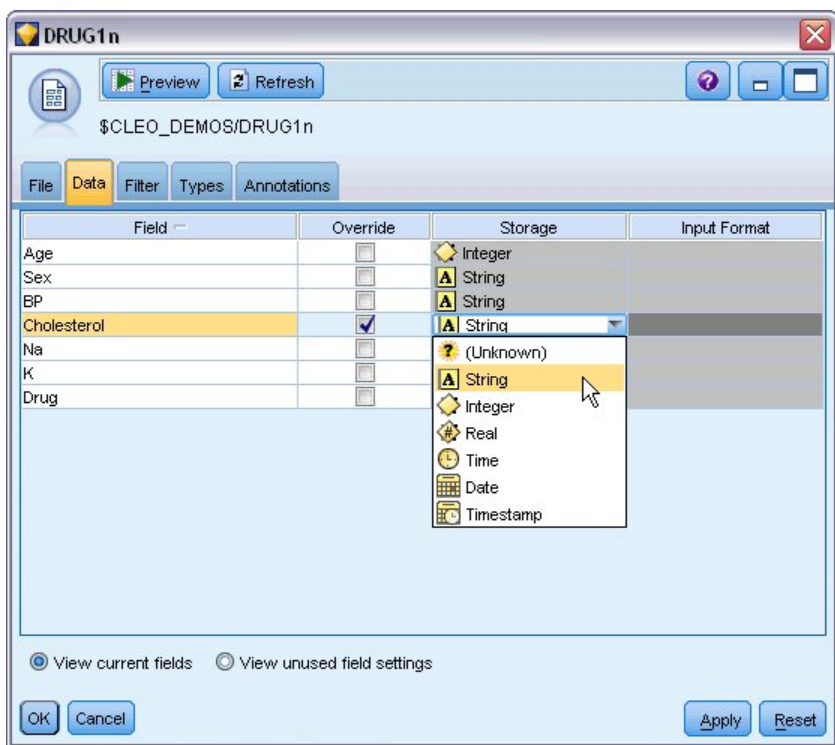 DRUG1n
Preview Refresh
$CLEO_DEMOS/DRUG1n
File Data Filter Types Annotations
Field Override Storage Input Format
Age Integer
Sex A String
BP A String
Cholesterol A String
Na ? (Unknown)
K A String
Drug Integer
# Real
Time
Date
Timestamp
View current fields View unused field settings
OK Cancel Apply Reset